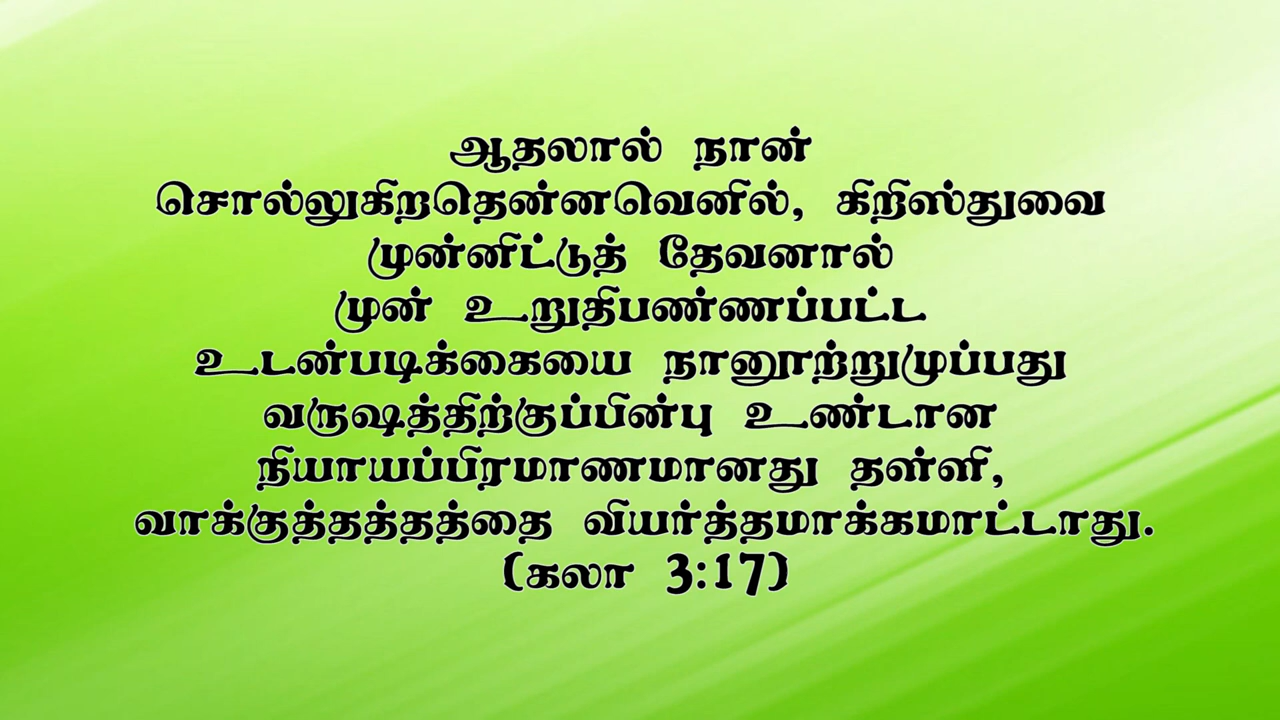 ஆதலால் நான்
சொல்லுகிறதென்னவெனில், கிறிஸ்துவை
முன்னிட்டுத் தேவனால்
முன் உறுதிபண்ணப்பட்ட
உடன்படிக்கையை நானூற்றுமுப்பது
வருஷத்திற்குப்பின்பு உண்டான
நியாயப்பிரமாணமானது தள்ளி,
வாக்குத்தத்தத்தை வியர்த்தமாக்கமாட்டாது.
(கலா 3:17)